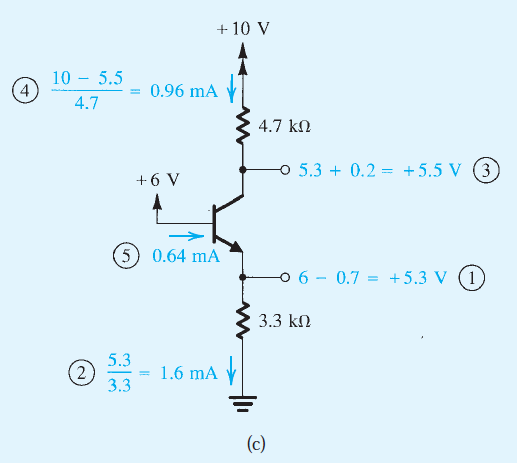 +10 V
④ 10 − 5.5
4.7
= 0.96 mA
4.7 kΩ
5.3 + 0.2 = +5.5 V ③
+6 V
⑤ 0.64 mA
6 − 0.7 = +5.3 V ①
3.3 kΩ
② 5.3
3.3
= 1.6 mA
(c)